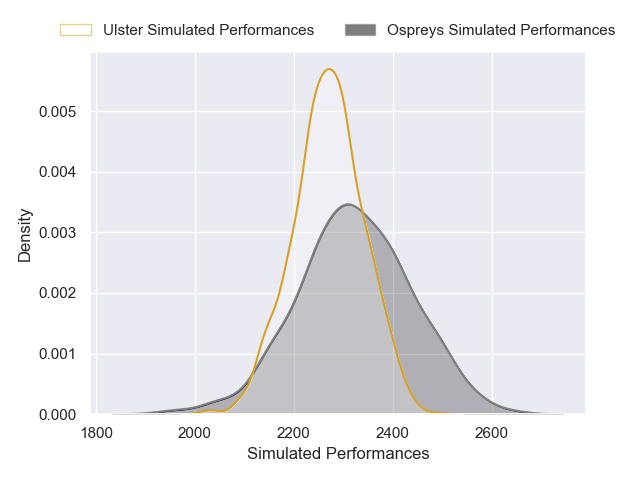 Ulster Simulated Performances Ospreys Simulated Performances
0.005
0.004
0.003
0.002
0.001
0.000
Density
1800 2000 2200 2400 2600
Simulated Performances